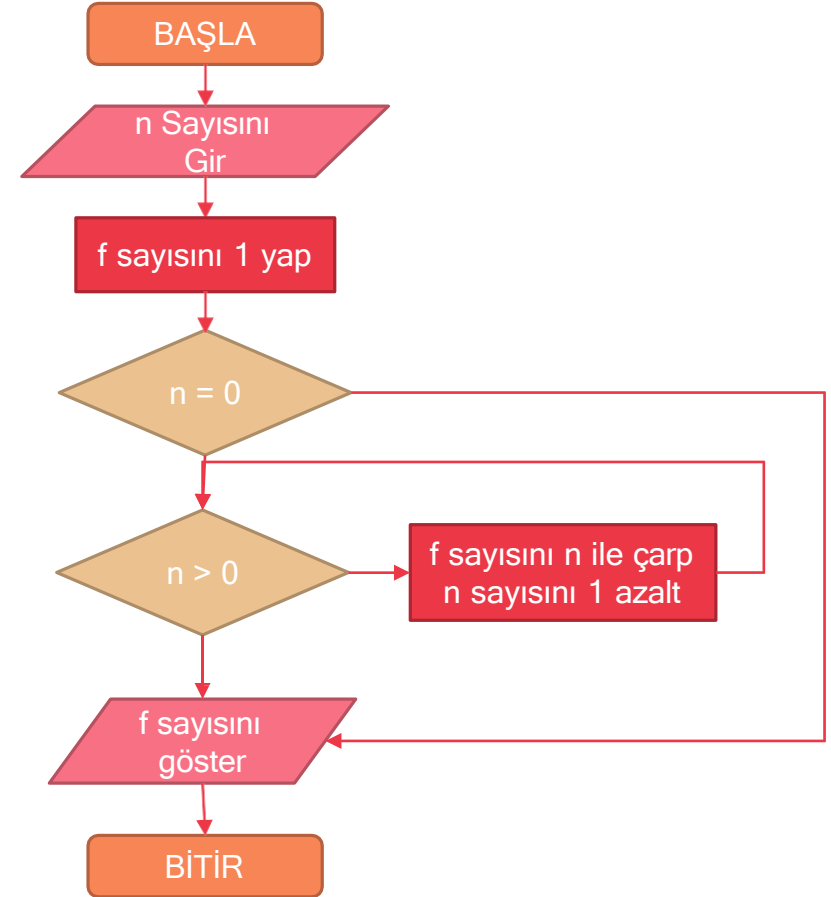 BAŞLA
n Sayısını
Gir
f sayısını 1 yap
n = 0
n > 0
f sayısını n ile çarp
n sayısını 1 azalt
f sayısını
göster
BİTİR